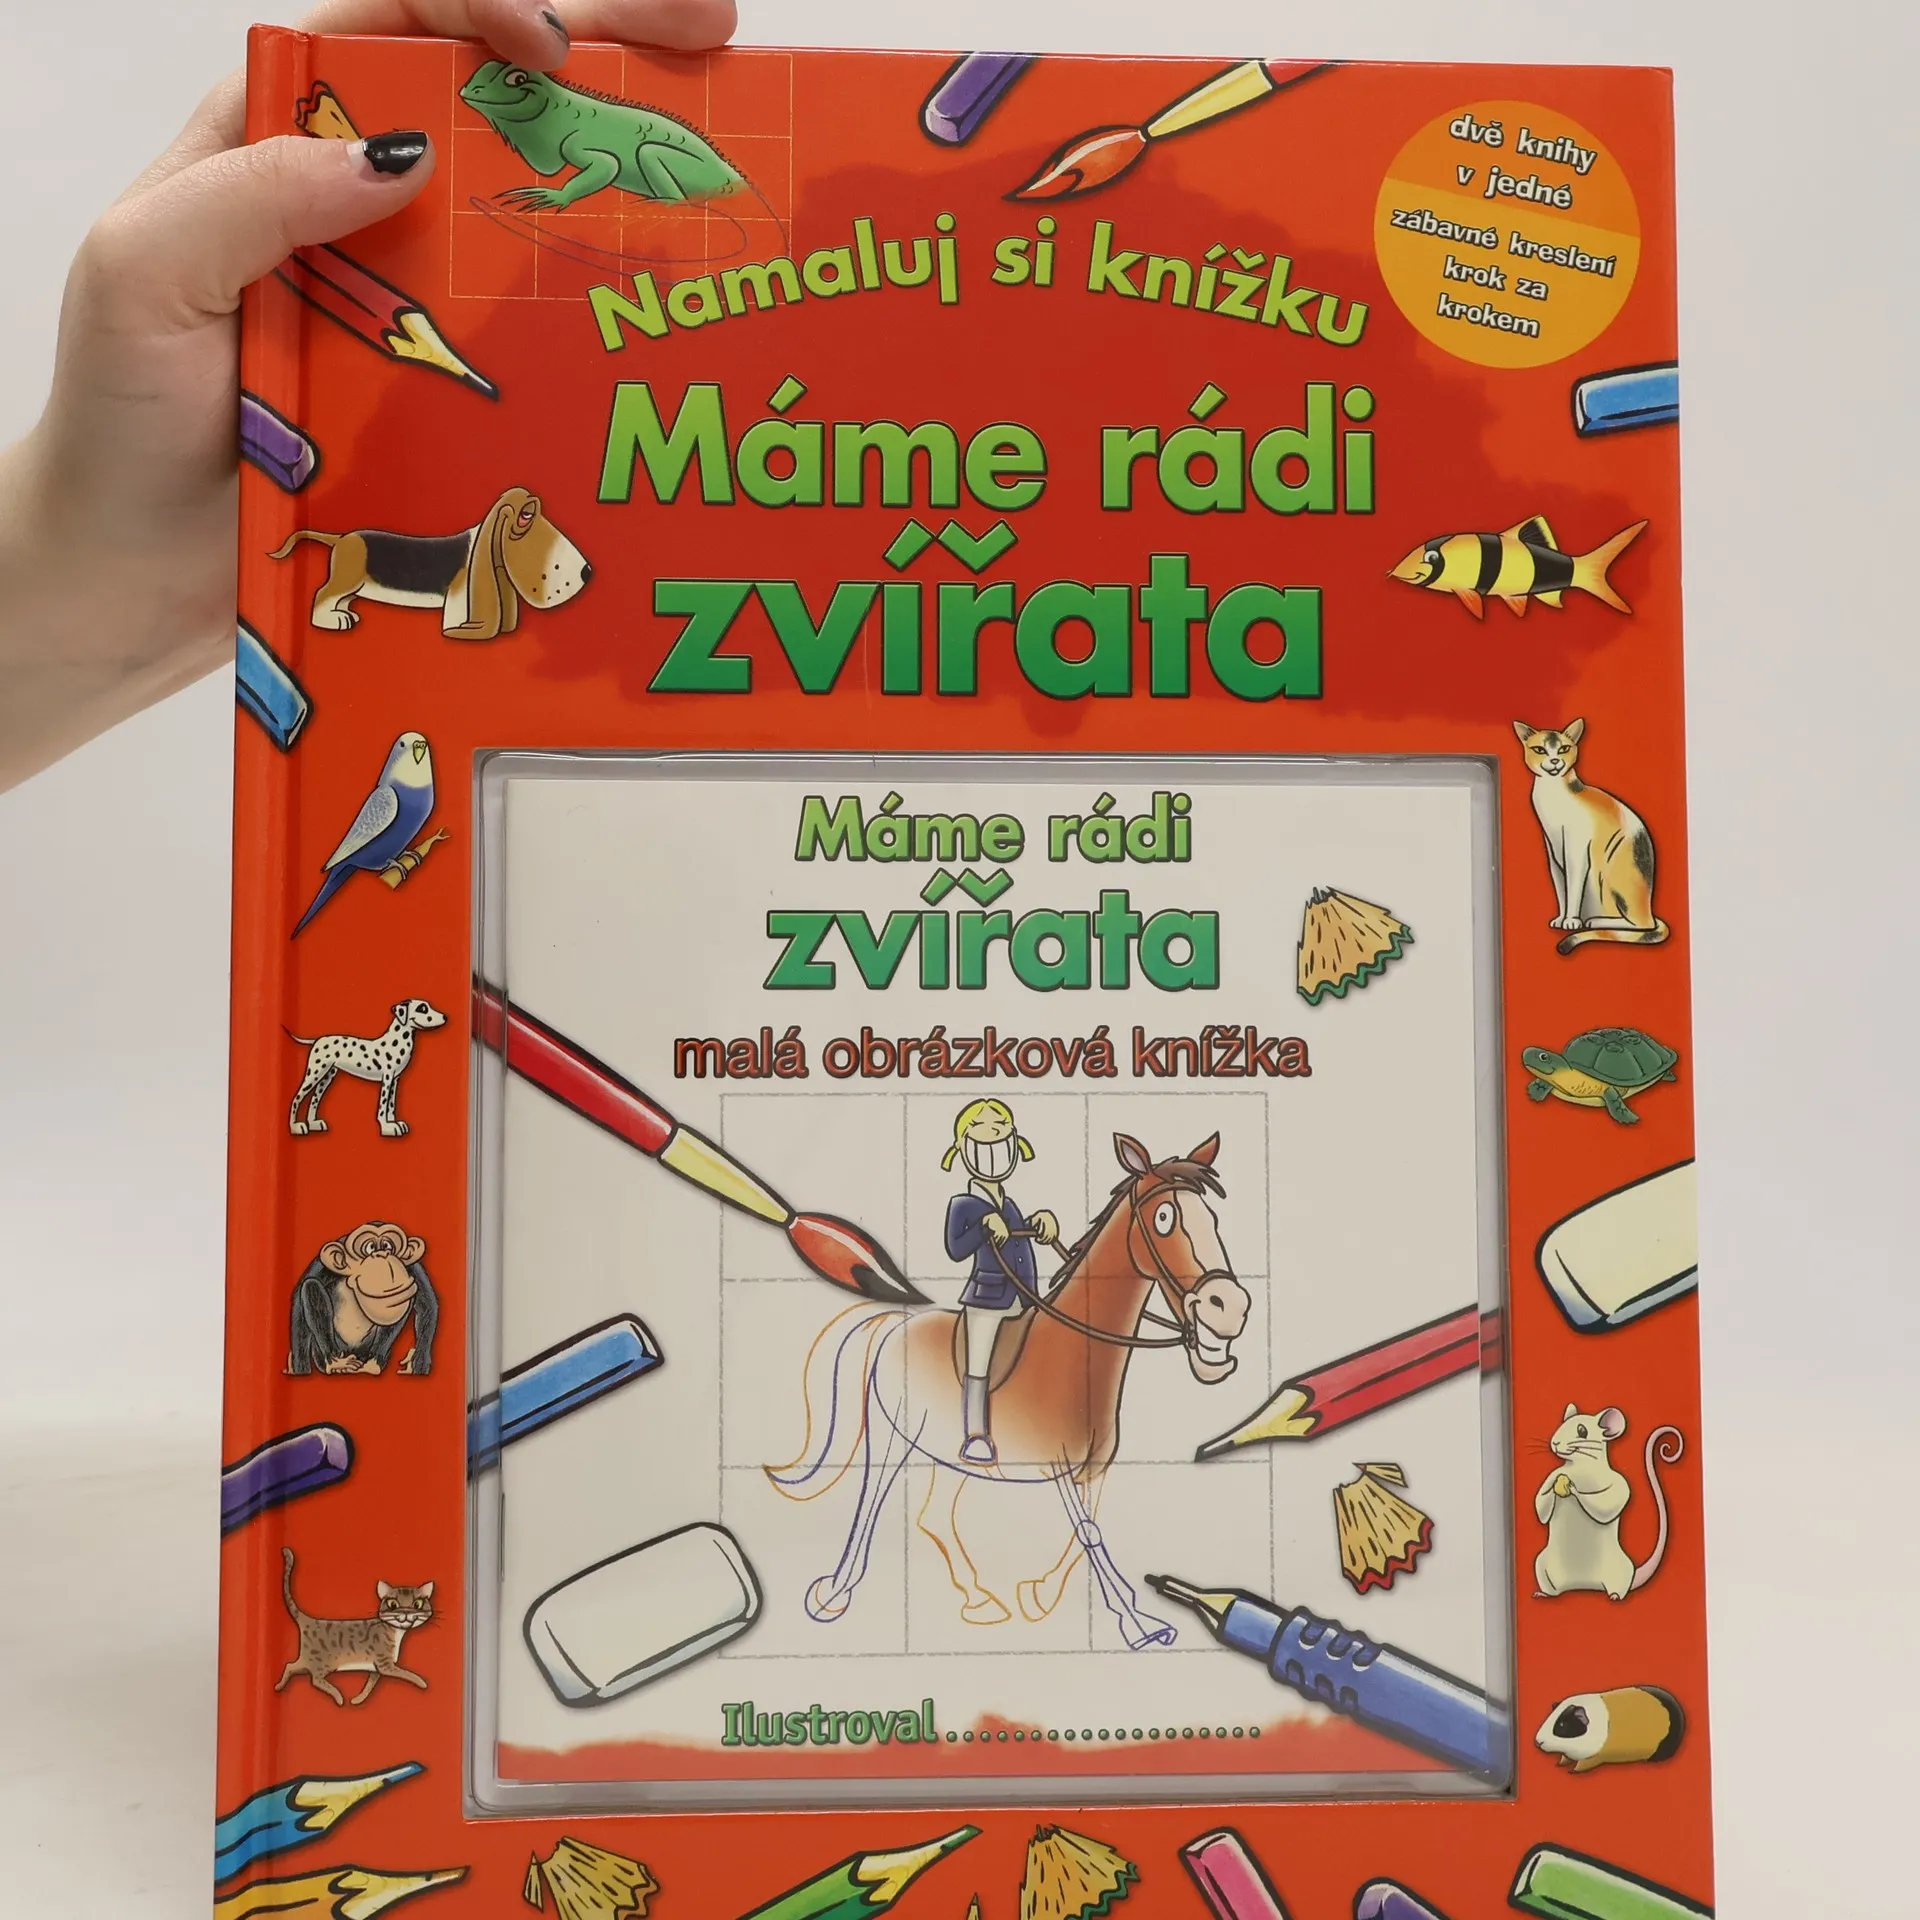 dvě knihy
v jedné
zábavné kreslení
krok za
krokem
Namaluj si knížku
Máme rádi
zvířata
Máme rádi
zvířata
malá obrázková knížka
Ilustroval...................